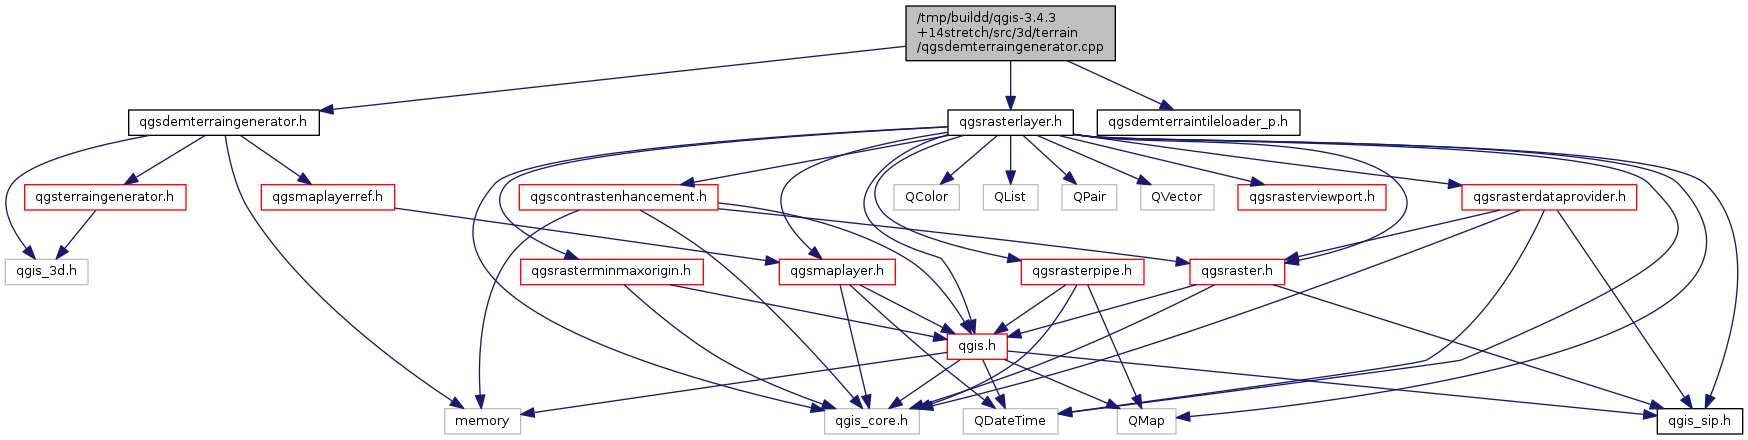 /tmp/buildd/qgis-3.4.3
+14stretch/src/3d/terrain
/qgsdemterraingenerator.cpp
qgsdemterraingenerator.h
qgsrasterlayer.h
qgsdemterraintileloader_p.h
qgsterraingenerator.h
qgsmaplayerref.h
qgscontrastenhancement.h
QColor
QList
QPair
QVector
qgsrasterviewport.h
qgsrasterdataprovider.h
qgis_3d.h
qgsrasterminmaxorigin.h
qgsmaplayer.h
qgsrasterpipe.h
qgsraster.h
qgis.h
memory
qgis_core.h
QDateTime
QMap
qgis_sip.h